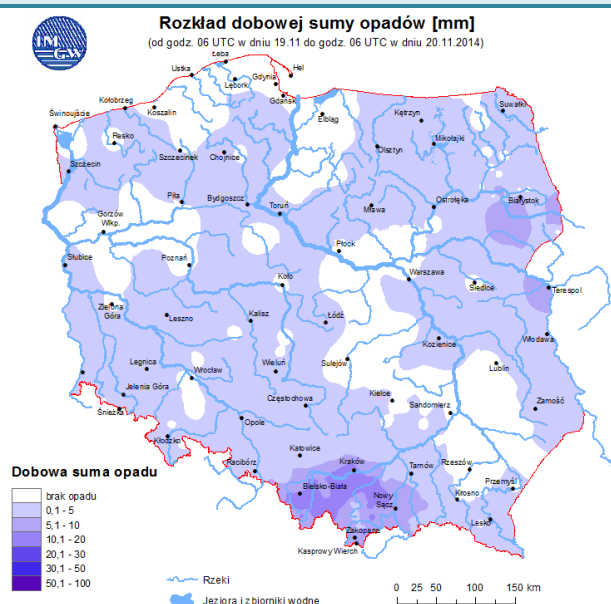 IM
GW
Rozkład dobowej sumy opadów [mm]
(od godz. 06 UTC w dniu 19.11 do godz. 06 UTC w dniu 20.11.2014)
Łeba
Ustka
Hel
Lębork
Gdynia
Gdańsk
Kołobrzeg
Koszalin
Świnoujście
Elbląg
Kętrzyn
Suwałki
Resko
Szczecinek
Chojnice
Olsztyn
Mikołajki
Szczecin
Piła
Bydgoszcz
Toruń
Mława
Ostrołęka
Białystok
Gorzów
Wlkp.
Płock
Słubice
Poznań
Koło
Warszawa
Siedlce
Terespol
Zielona
Góra
Leszno
Kalisz
Łódź
Kozienice
Włodawa
Legnica
Wrocław
Wieluń
Sulejów
Lublin
Jelenia Góra
Śnieżka
Częstochowa
Kielce
Sandomierz
Zamość
Opole
Kłodzko
Racibórz
Katowice
Kraków
Tarnów
Rzeszów
Przemyśl
Bielsko-Biała
Nowy
Sącz
Krosno
Lesko
Zakopane
Kasprowy Wierch
Dobowa suma opadu
brak opadu
0,1 - 5
5,1 - 10
10,1 - 20
20,1 - 30
30,1 - 50
50,1 - 100
Rzeki
Jeziora i zbiorniki wodne
0 25 50 100 150 km